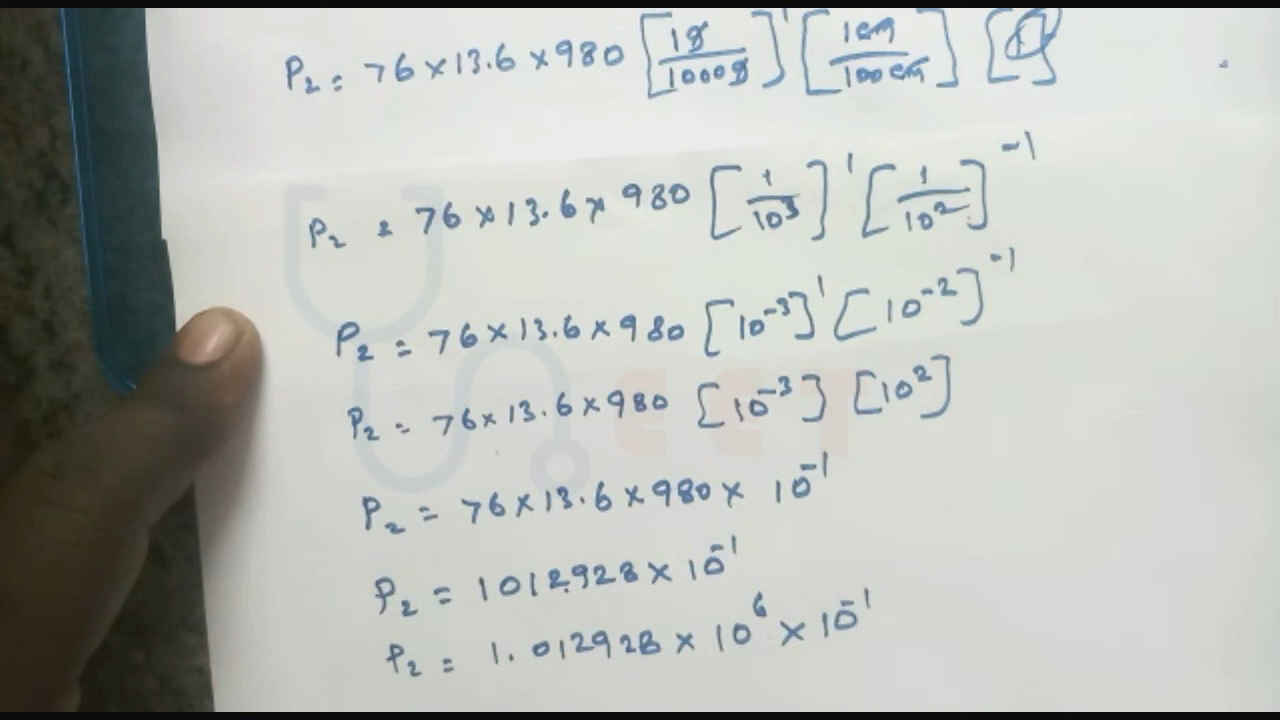 P₂ = 76 × 13.6 × 980 [1g/1000g]¹ [1cm/100cm] [1]
P₂ = 76 × 13.6 × 980 [1/10³]¹ [1/10²]⁻¹
P₂ = 76 × 13.6 × 980 [10⁻³]¹ [10⁻²]⁻¹
P₂ = 76 × 13.6 × 980 [10⁻³] [10²]
P₂ = 76 × 13.6 × 980 × 10⁻¹
P₂ = 1012928 × 10⁻¹
P₂ = 1.012928 × 10⁶ × 10⁻¹